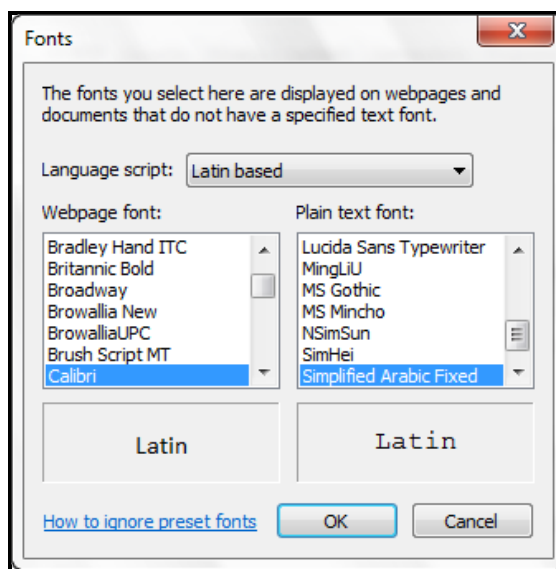 Fonts
The fonts you select here are displayed on webpages and
documents that do not have a specified text font.
Language script: Latin based
Webpage font:
Bradley Hand ITC
Britannic Bold
Broadway
Browallia New
BrowalliaUPC
Brush Script MT
Calibri
Plain text font:
Lucida Sans Typewriter
MingLiU
MS Gothic
MS Mincho
NSimSun
SimHei
Simplified Arabic Fixed
Latin
Latin
How to ignore preset fonts
OK
Cancel